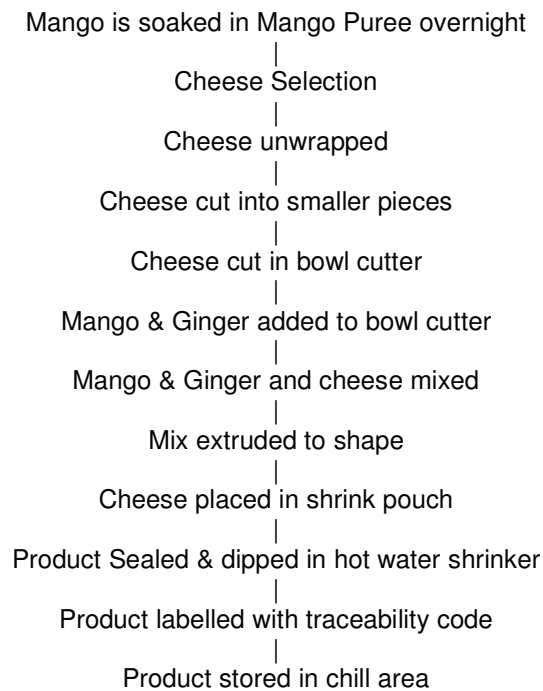 Mango is soaked in Mango Puree overnight
Cheese Selection
Cheese unwrapped
Cheese cut into smaller pieces
Cheese cut in bowl cutter
Mango & Ginger added to bowl cutter
Mango & Ginger and cheese mixed
Mix extruded to shape
Cheese placed in shrink pouch
Product Sealed & dipped in hot water shrinker
Product labelled with traceability code
Product stored in chill area